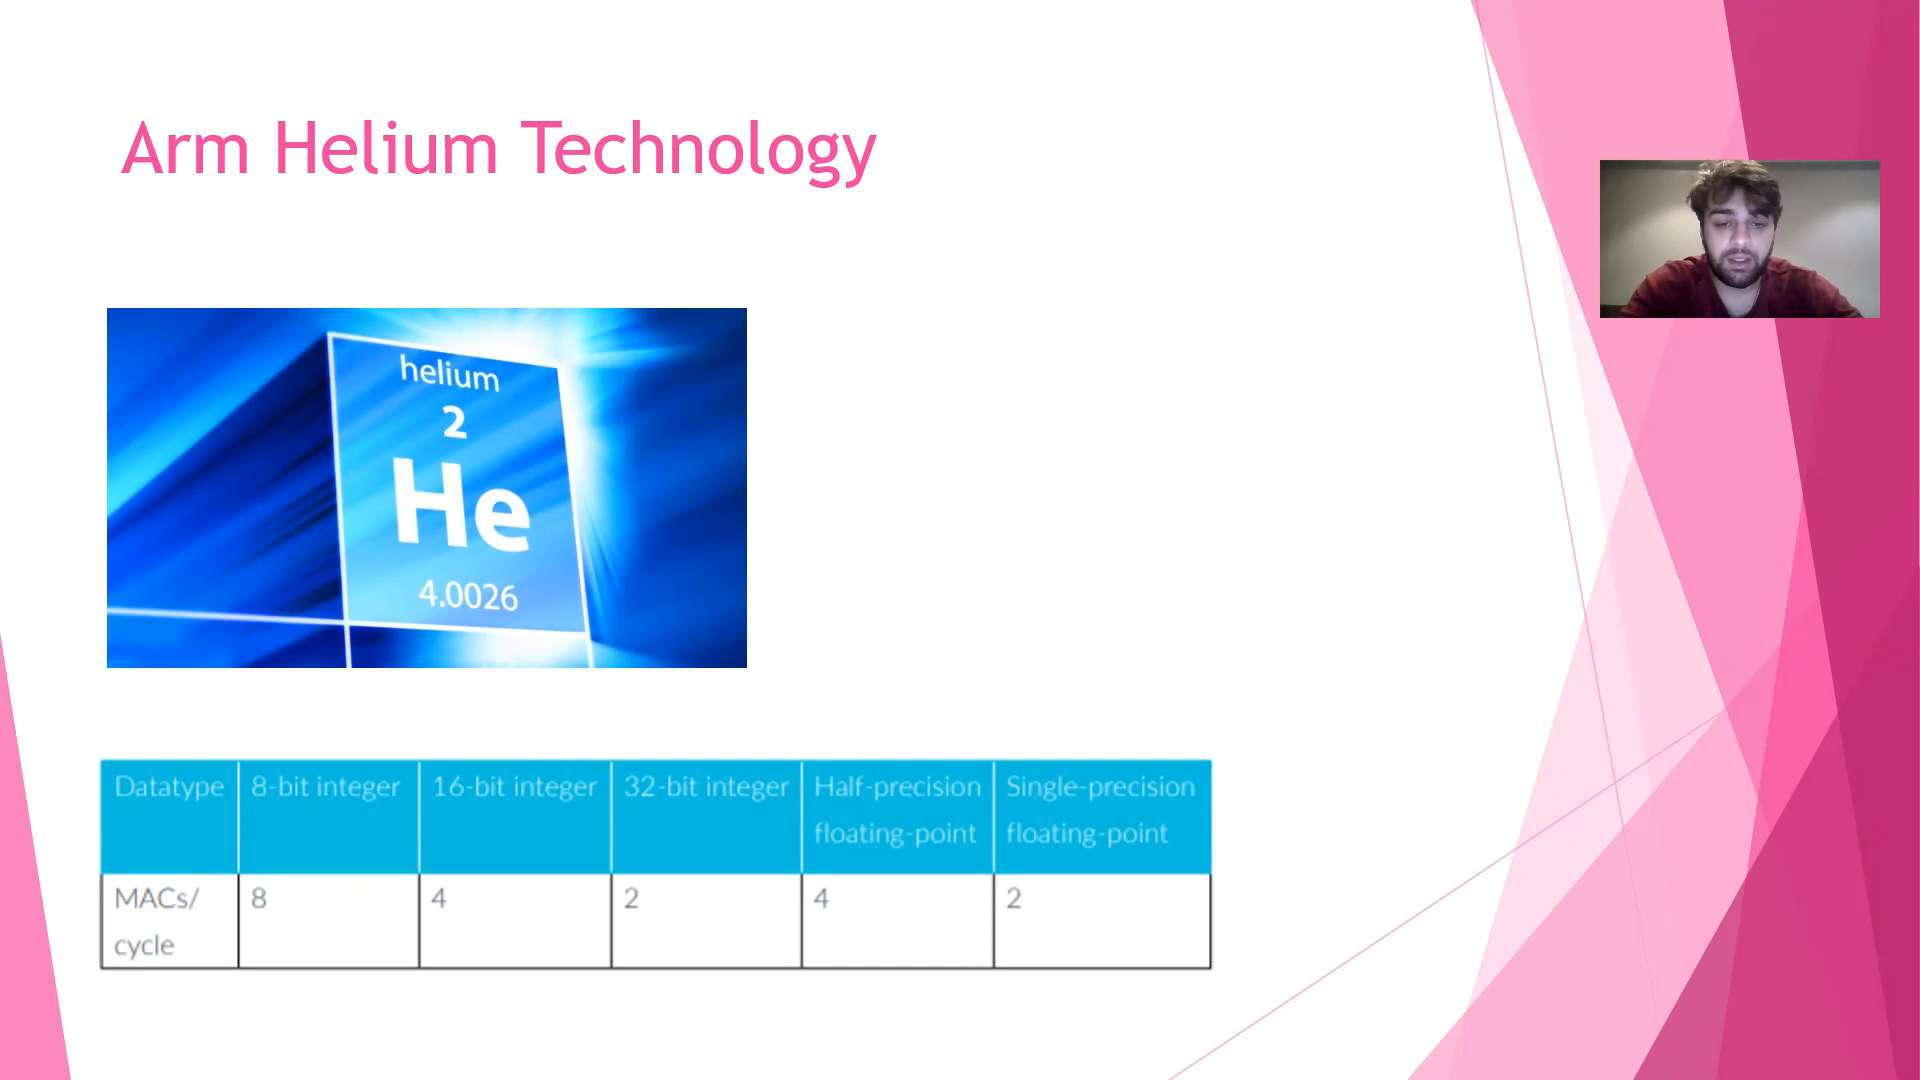 Arm Helium Technology
helium
2
He
4.0026
Datatype 8-bit integer 16-bit integer 32-bit integer Half-precision floating-point Single-precision floating-point
MACs/ cycle 8 4 2 4 2